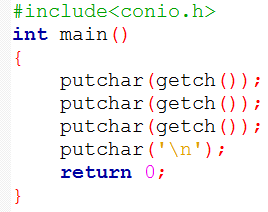 #include<conio.h>
int main()
{
    putchar(getch());
    putchar(getch());
    putchar(getch());
    putchar('\n');
    return 0;
}